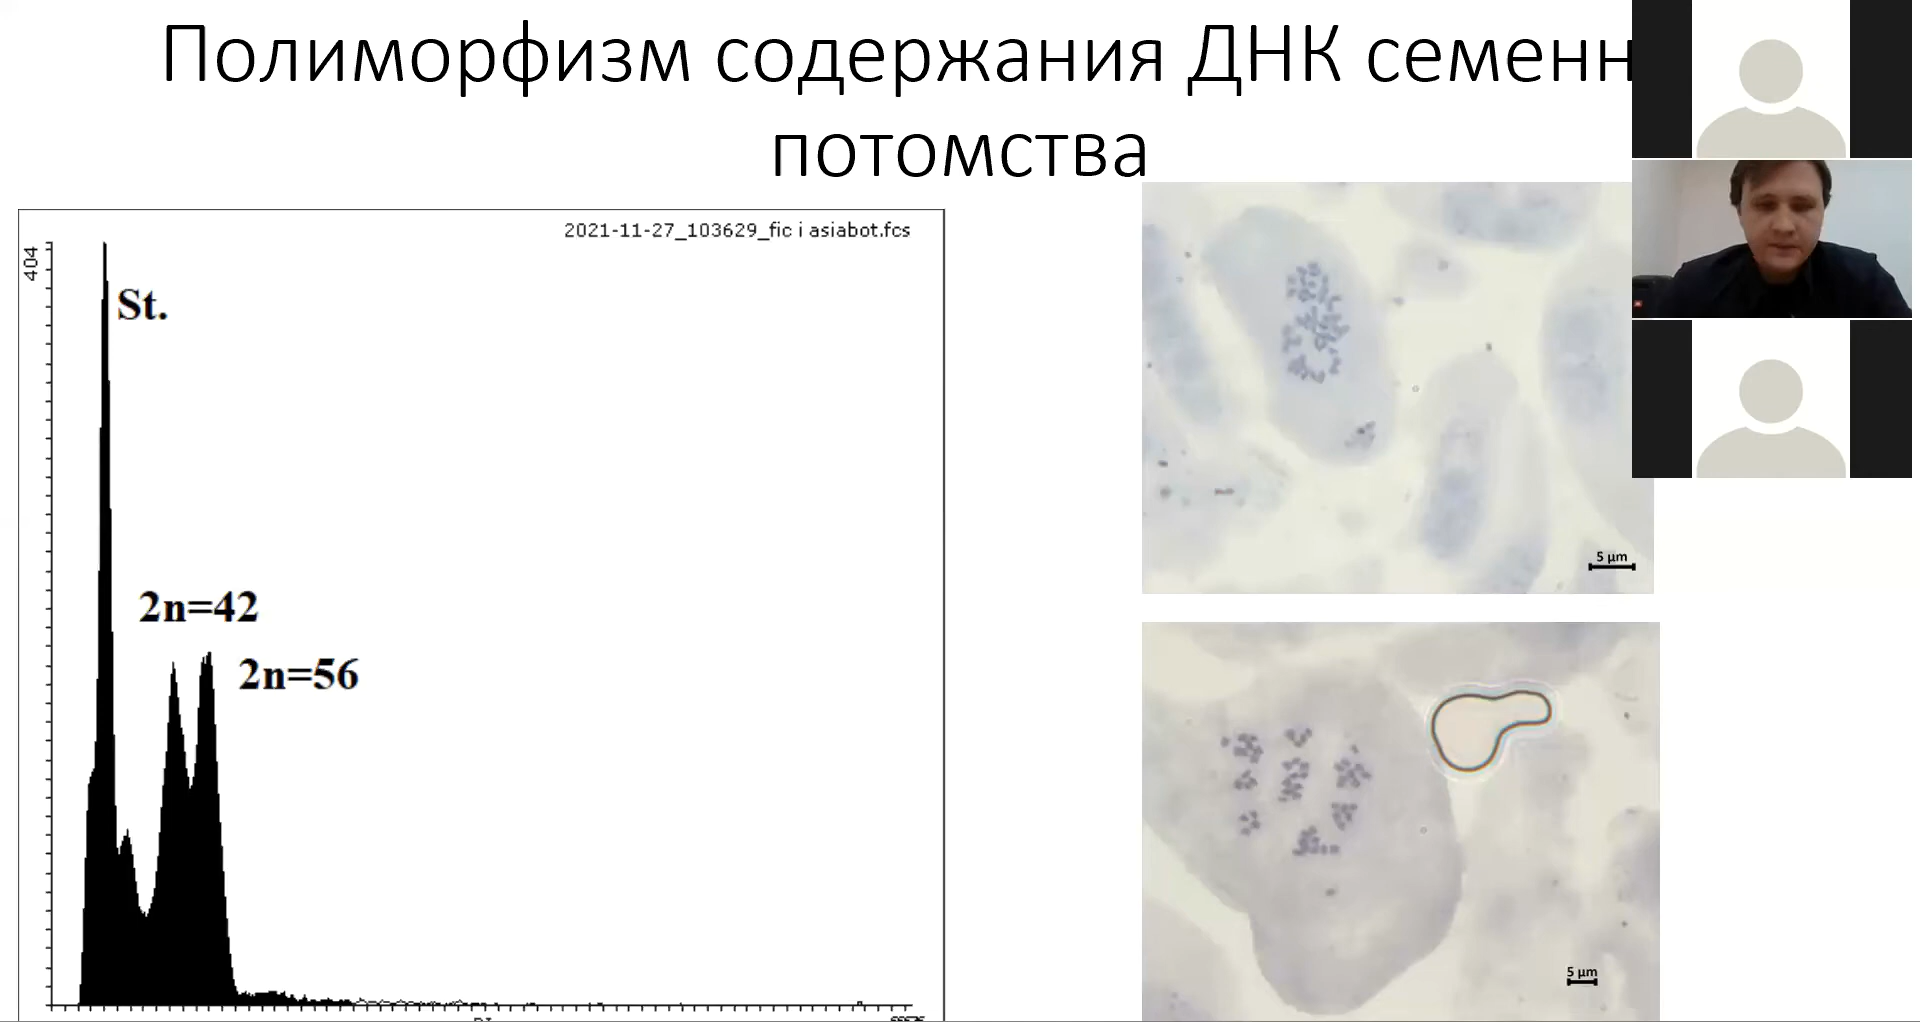 Полиморфизм содержания ДНК семенн
потомства
2021-11-27_103629_fic i asiabot.fcs
404
St.
2n=42
2n=56
5 µm
5 µm